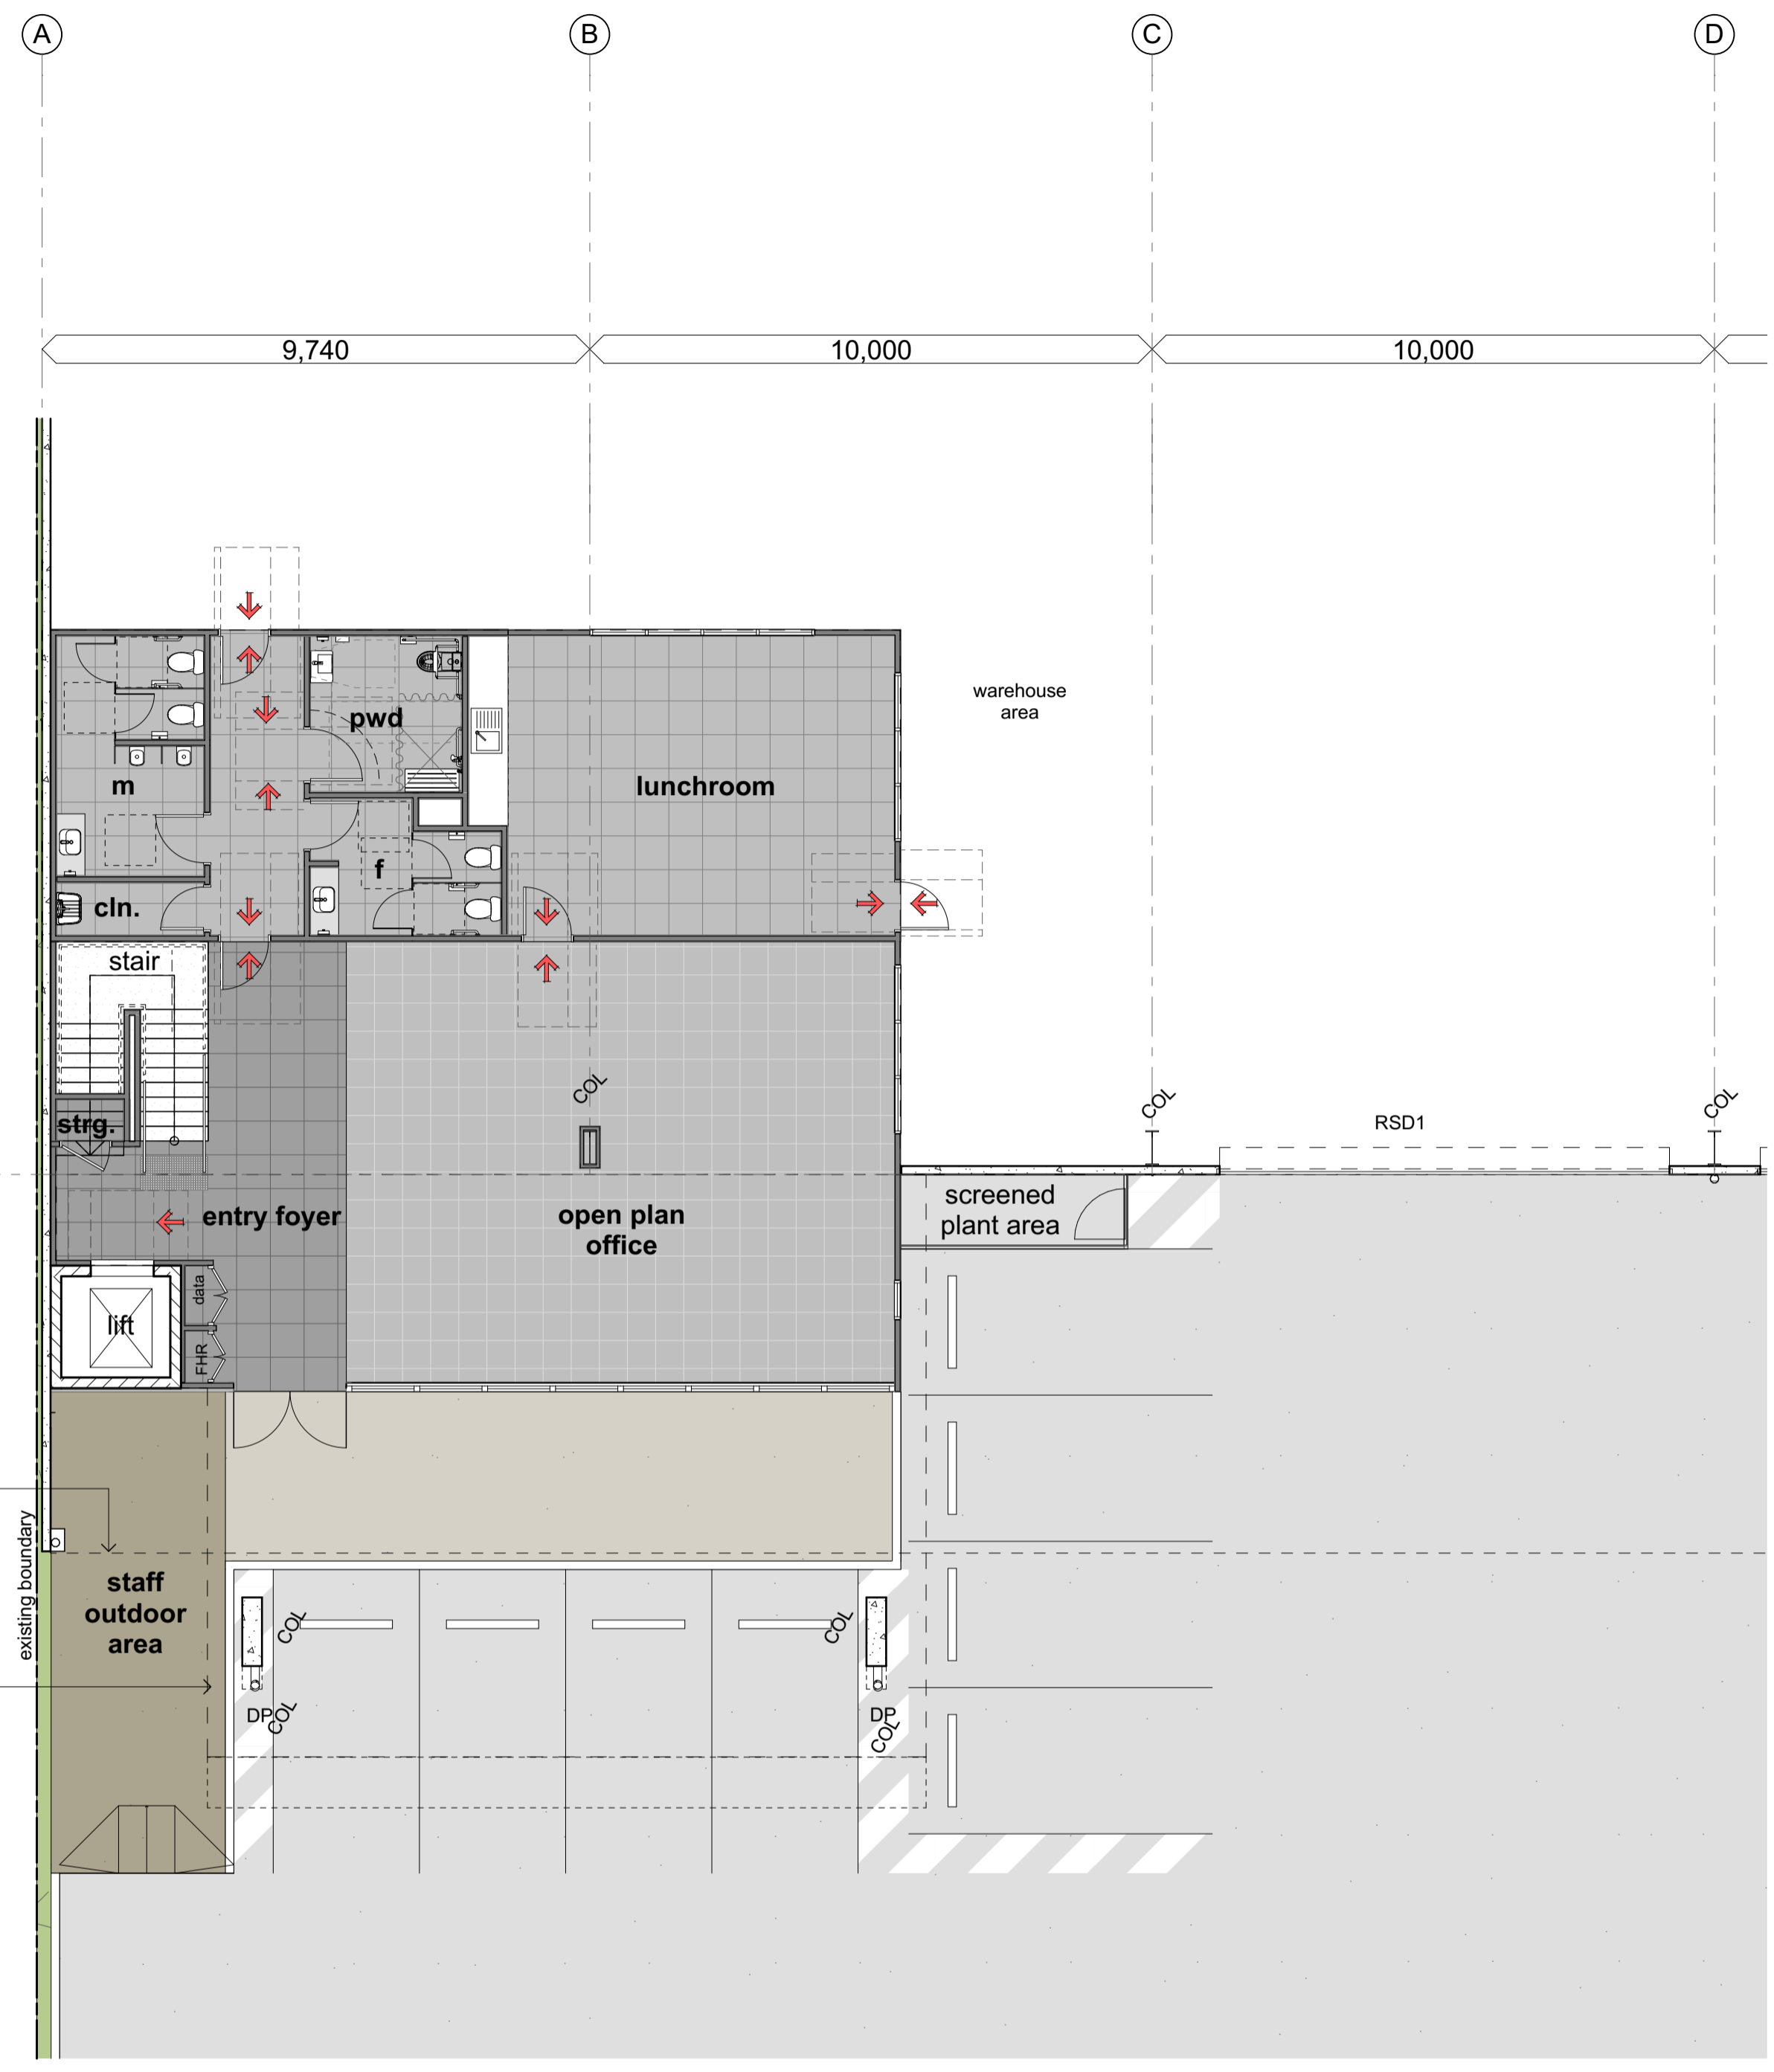 A
B
C
D
9,740
10,000
10,000
warehouse
area
pwd
m
lunchroom
f
cln.
stair
COL
COL
COL
strg.
RSD1
screened
plant area
entry foyer
open plan
office
data
lift
FHR
existing boundary
staff
outdoor
area
COL
COL
DP
COL
DP
COL